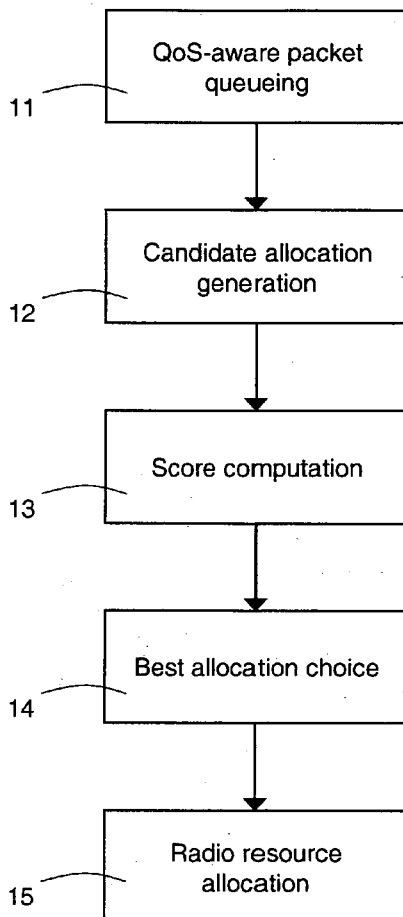 QoS-aware packet
queueing
11
Candidate allocation
generation
12
Score computation
13
Best allocation choice
14
Radio resource
allocation
15